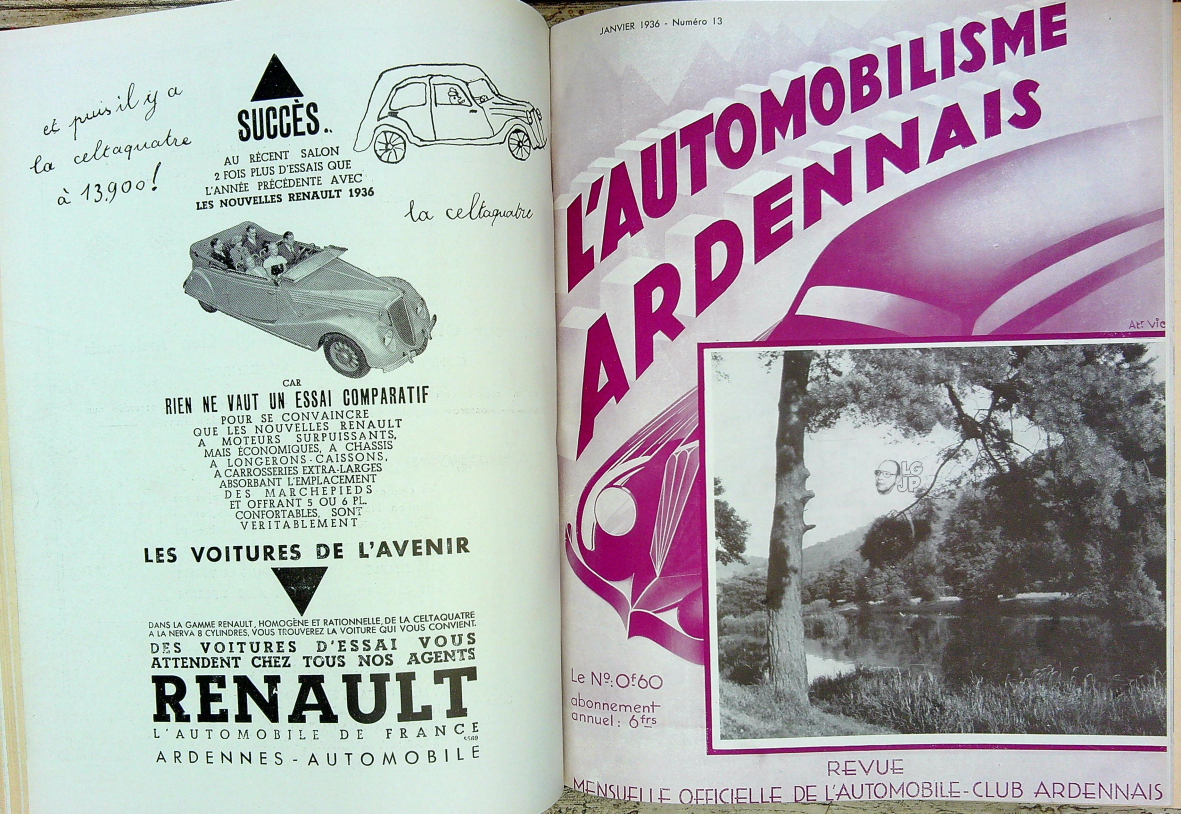 et puis il y a
la celtaquatre
à 13.900!
SUCCÈS..
AU RÉCENT SALON
2 FOIS PLUS D'ESSAIS QUE
L'ANNÉE PRÉCÉDENTE AVEC
LES NOUVELLES RENAULT 1936
la celtaquatre
CAR
RIEN NE VAUT UN ESSAI COMPARATIF
POUR SE CONVAINCRE
QUE LES NOUVELLES RENAULT
A MOTEURS SURPUISSANTS,
MAIS ÉCONOMIQUES, A CHASSIS
A LONGERONS-CAISSONS,
A CARROSSERIES EXTRA-LARGES
ABSORBANT L'EMPLACEMENT
DES MARCHEPIEDS
ET OFFRANT 5 OU 6 PL.
CONFORTABLES, SONT
VERITABLEMENT
LES VOITURES DE L'AVENIR
DANS LA GAMME RENAULT, HOMOGÈNE ET RATIONNELLE, DE LA CELTAQUATRE
A LA NERVA 8 CYLINDRES, VOUS TROUVEREZ LA VOITURE QUI VOUS CONVIENT.
DES VOITURES D'ESSAI VOUS
ATTENDENT CHEZ TOUS NOS AGENTS
RENAULT
L'AUTOMOBILE DE FRANCE
ARDENNES-AUTOMOBILE
JANVIER 1936 - Numéro 13
L'AUTOMOBILISME
ARDENNAIS
Atr Vic
LG
JP
Le No: 0f60
abonnement
annuel : 6frs
REVUE
MENSUELLE OFFICIELLE DE L'AUTOMOBILE-CLUB ARDENNAIS